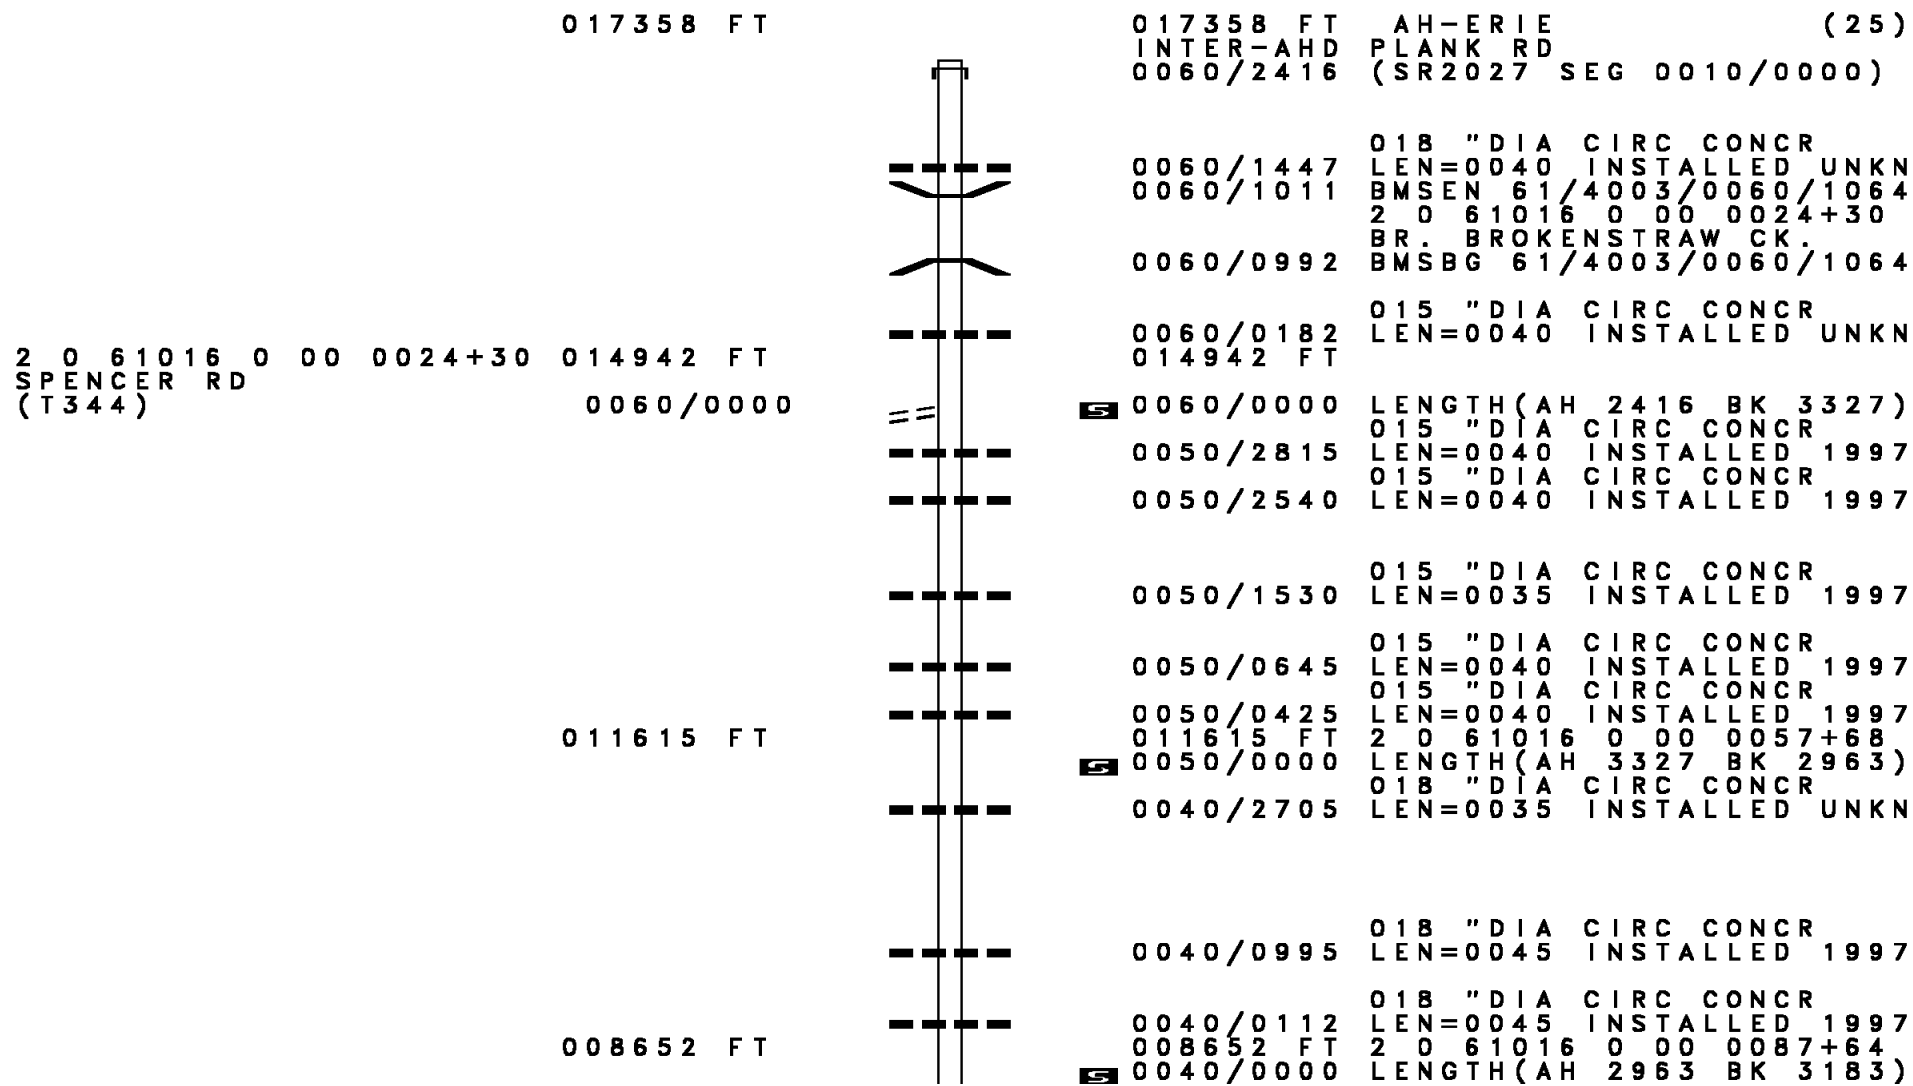 017358 FT 017358 FT AH-ERIE (25)
INTER-AHD PLANK RD
0060/2416 (SR2027 SEG 0010/0000)
018 "DIA CIRC CONCR
0060/1447 LEN=0040 INSTALLED UNKN
0060/1011 BMSEN 61/4003/0060/1064
2 0 61016 0 00 0024+30
BR. BROKENSTRAW CK.
0060/0992 BMSBG 61/4003/0060/1064
015 "DIA CIRC CONCR
0060/0182 LEN=0040 INSTALLED UNKN
2 0 61016 0 00 0024+30 014942 FT 014942 FT
SPENCER RD
(T344) 0060/0000 S 0060/0000 LENGTH(AH 2416 BK 3327)
015 "DIA CIRC CONCR
0050/2815 LEN=0040 INSTALLED 1997
015 "DIA CIRC CONCR
0050/2540 LEN=0040 INSTALLED 1997
015 "DIA CIRC CONCR
0050/1530 LEN=0035 INSTALLED 1997
015 "DIA CIRC CONCR
0050/0645 LEN=0040 INSTALLED 1997
015 "DIA CIRC CONCR
0050/0425 LEN=0040 INSTALLED 1997
011615 FT 011615 FT 2 0 61016 0 00 0057+68
S 0050/0000 LENGTH(AH 3327 BK 2963)
018 "DIA CIRC CONCR
0040/2705 LEN=0035 INSTALLED UNKN
018 "DIA CIRC CONCR
0040/0995 LEN=0045 INSTALLED 1997
018 "DIA CIRC CONCR
0040/0112 LEN=0045 INSTALLED 1997
008652 FT 008652 FT 2 0 61016 0 00 0087+64
S 0040/0000 LENGTH(AH 2963 BK 3183)